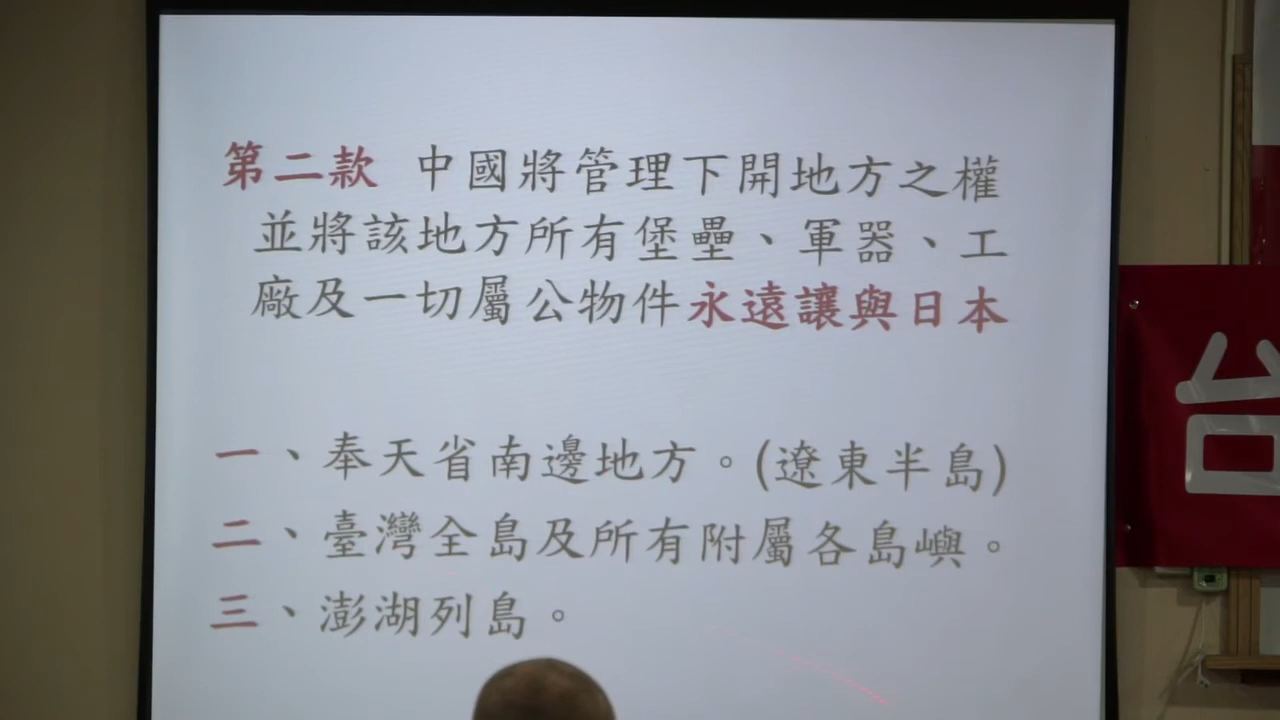 第二款 中國將管理下開地方之權
並將該地方所有堡壘、軍器、工
廠及一切屬公物件永遠讓與日本
一、奉天省南邊地方。(遼東半島)
二、臺灣全島及所有附屬各島嶼。
三、澎湖列島。
台